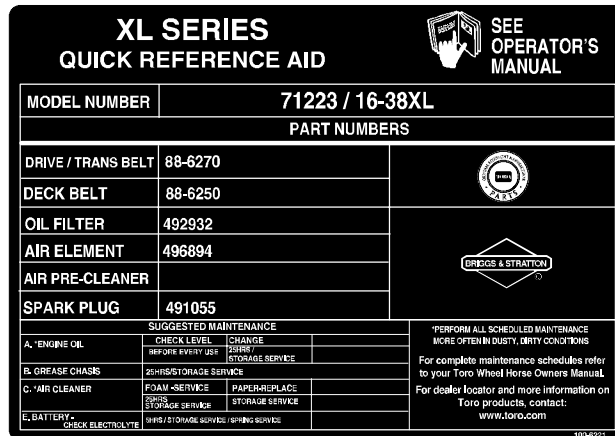 XL SERIES
QUICK REFERENCE AID
SEE
OPERATOR'S
MANUAL
MODEL NUMBER 71223 / 16-38XL
PART NUMBERS
DRIVE / TRANS BELT 88-6270
DECK BELT 88-6250
OIL FILTER 492932
AIR ELEMENT 496894
AIR PRE-CLEANER
SPARK PLUG 491055
PARTS
BRIGGS & STRATTON
SUGGESTED MAINTENANCE
A. *ENGINE OIL
CHECK LEVEL CHANGE
BEFORE EVERY USE 25HRS /
STORAGE SERVICE
B. GREASE CHASIS 25HRS/STORAGE SERVICE
C. *AIR CLEANER
FOAM -SERVICE PAPER-REPLACE
25HRS
STORAGE SERVICE STORAGE SERVICE
E. BATTERY -
CHECK ELECTROLYTE
5HRS / STORAGE SERVICE / SPRING SERVICE
*PERFORM ALL SCHEDULED MAINTENANCE
MORE OFTEN IN DUSTY, DIRTY CONDITIONS
For complete maintenance schedules refer
to your Toro Wheel Horse Owners Manual.
For dealer locator and more information on
Toro products, contact:
www.toro.com
100-6321